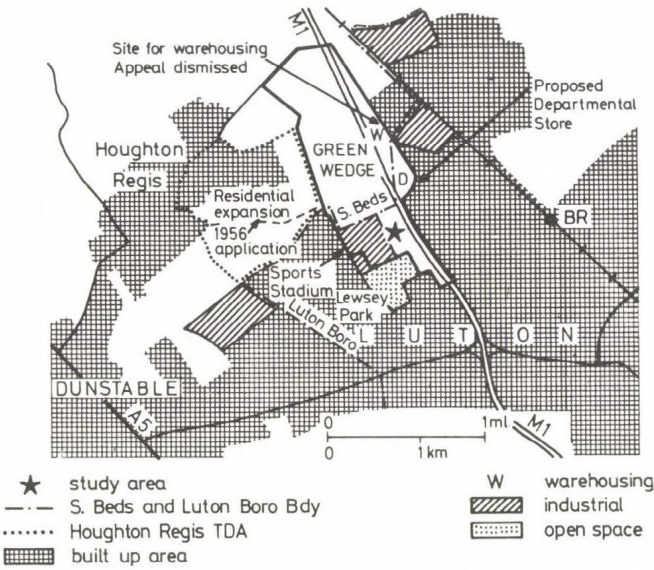 M1
Site for warehousing
Appeal dismissed
Proposed
Departmental
Store
W
Houghton
Regis
GREEN
WEDGE
D
Residential
expansion
S. Beds
BR
1956
application
Sports
Stadium
Lewsey
Park
Luton Boro
L U T O N
DUNSTABLE
A5
0 1ml
0 1km
M1
study area
S. Beds and Luton Boro Bdy
Houghton Regis TDA
built up area
W warehousing
industrial
open space